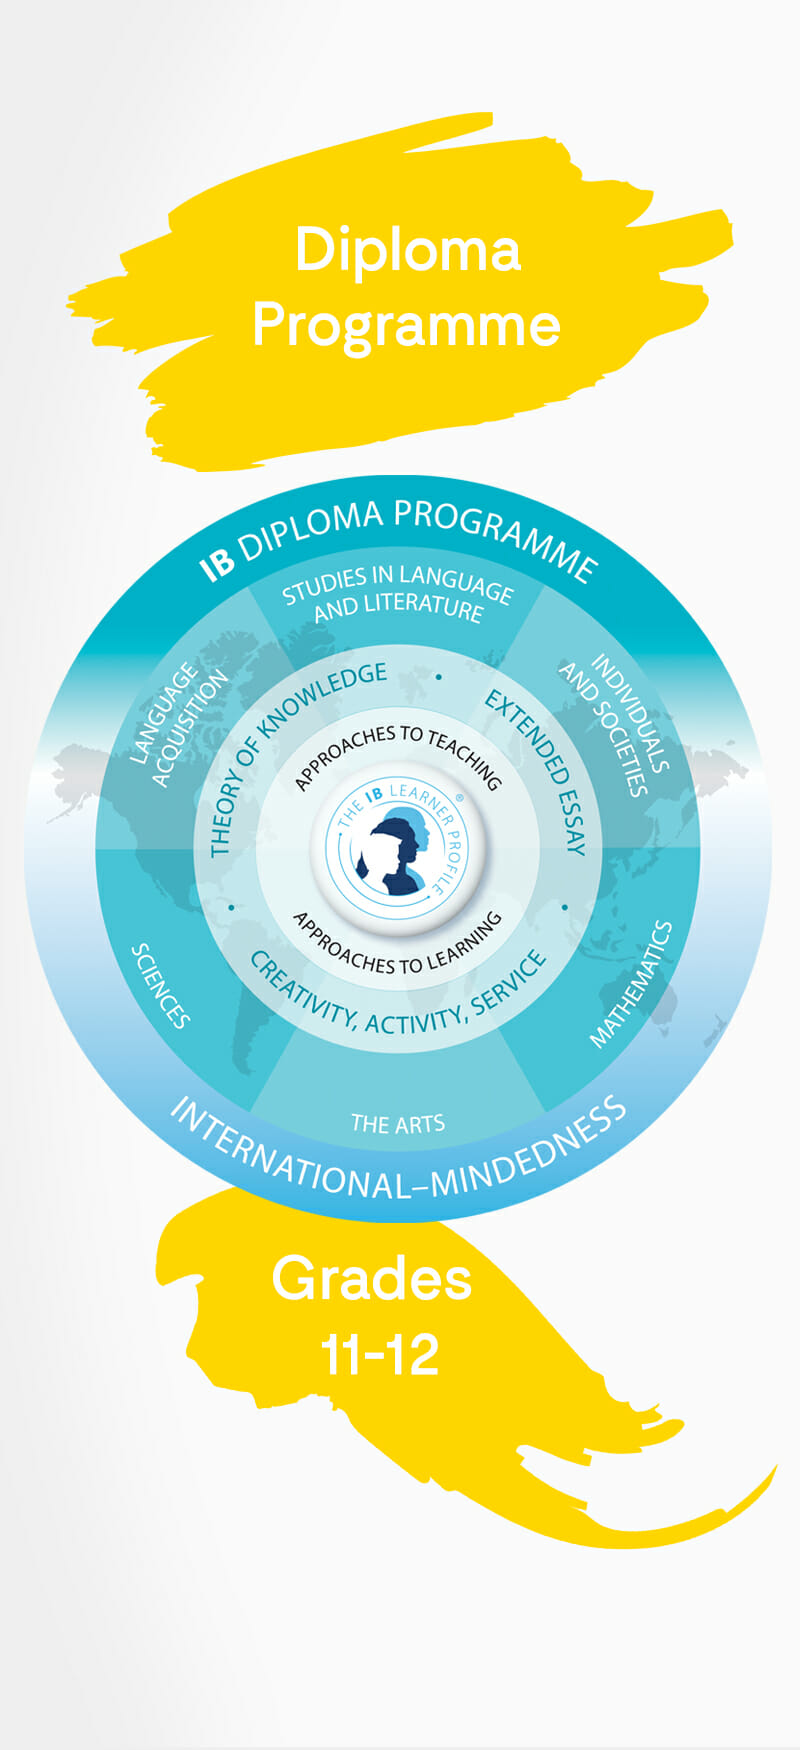 Diploma
Programme
IB DIPLOMA PROGRAMME
STUDIES IN LANGUAGE
AND LITERATURE
LANGUAGE
ACQUISITION
INDIVIDUALS
AND SOCIETIES
THEORY OF KNOWLEDGE
•
EXTENDED ESSAY
APPROACHES TO TEACHING
THE IB LEARNER PROFILE ®
APPROACHES TO LEARNING
•
•
CREATIVITY, ACTIVITY, SERVICE
SCIENCES
MATHEMATICS
THE ARTS
INTERNATIONAL–MINDEDNESS
Grades
11-12